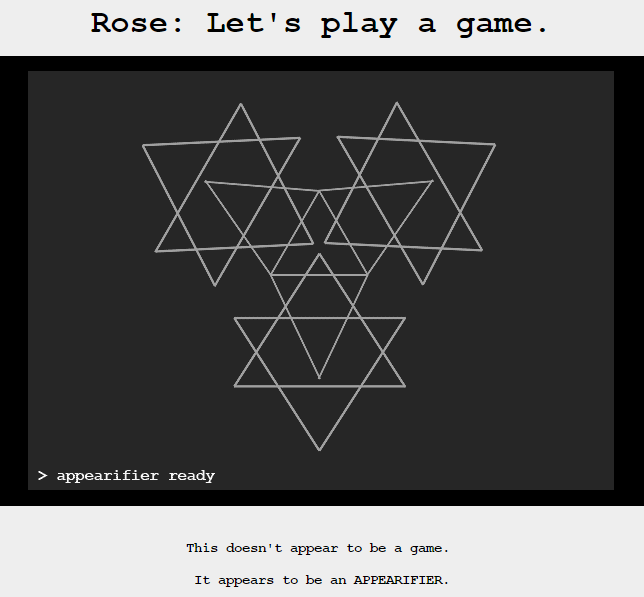 Rose: Let's play a game.
> appearifier ready
This doesn't appear to be a game.
It appears to be an APPEARIFIER.